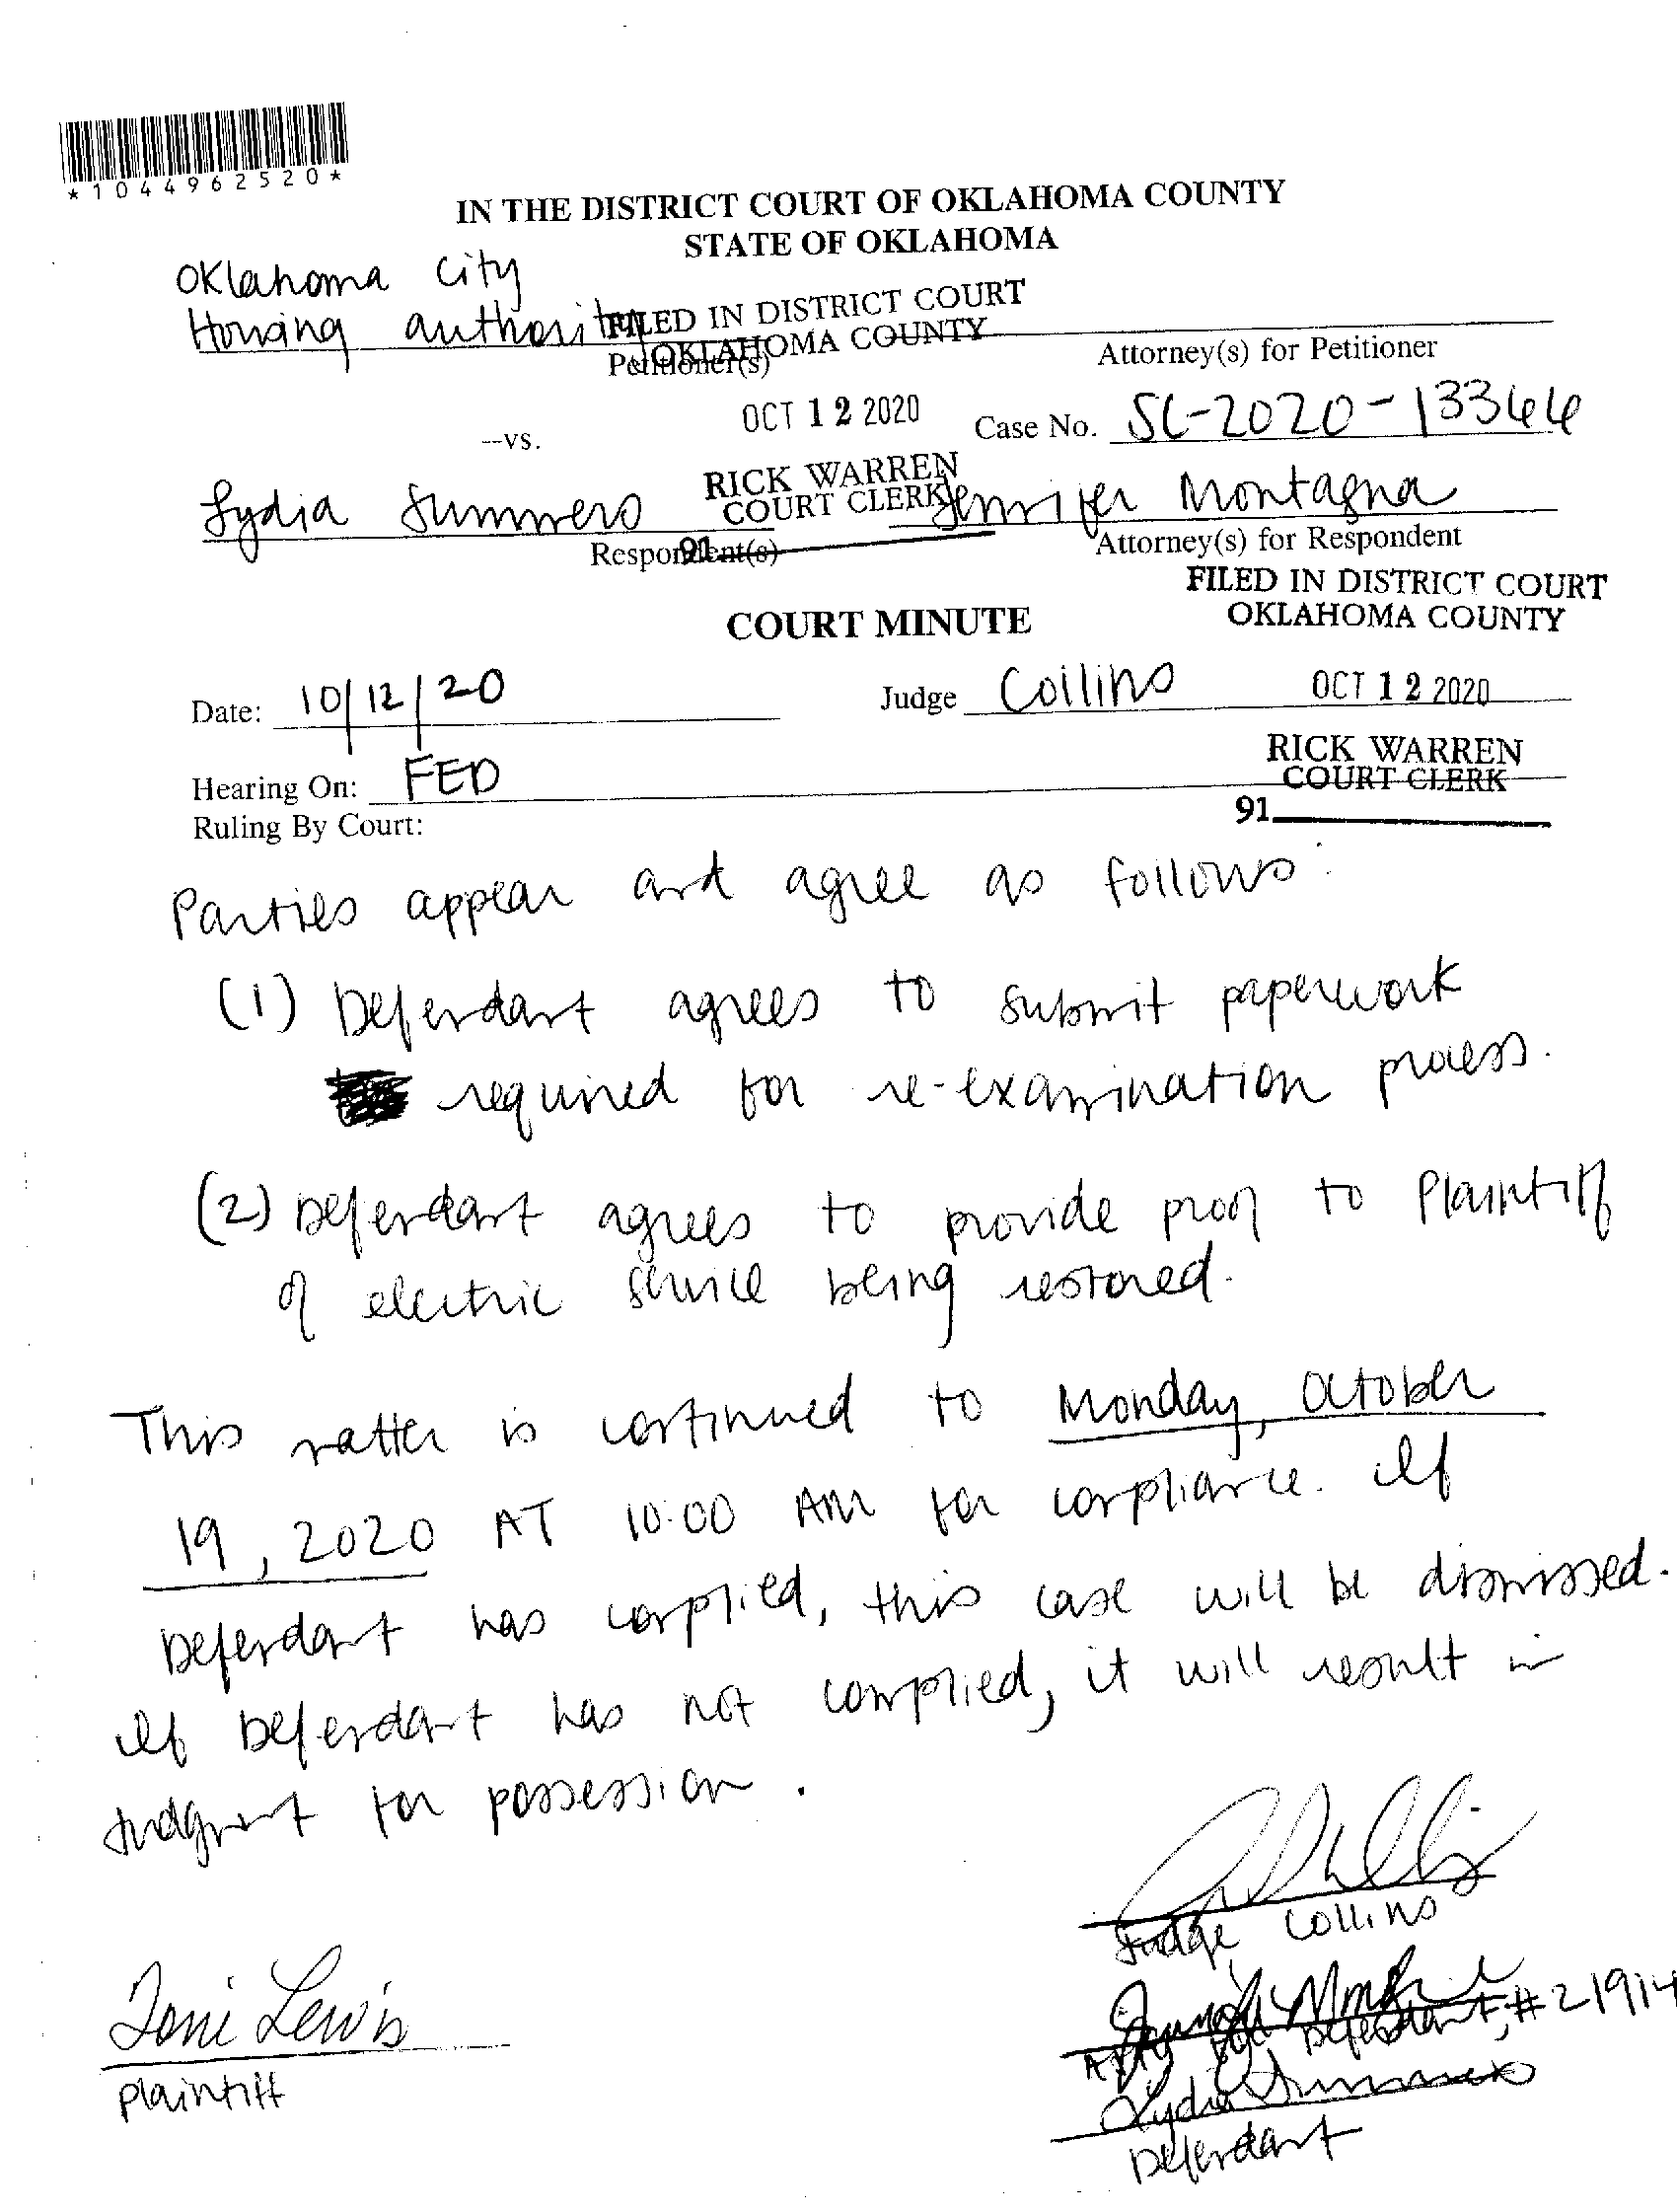 *1044962520*
IN THE DISTRICT COURT OF OKLAHOMA COUNTY
STATE OF OKLAHOMA
Oklahoma City
Housing authority
FILED IN DISTRICT COURT
OKLAHOMA COUNTY
Petitioner(s)
Attorney(s) for Petitioner
OCT 12 2020
--vs.
Case No. SC-2020-13364
RICK WARREN
COURT CLERK
Lydia Summers
Jennifer Montagna
91
Respondent(s)
Attorney(s) for Respondent
FILED IN DISTRICT COURT
OKLAHOMA COUNTY
COURT MINUTE
Date: 10/12/20
Judge Collins
OCT 12 2020
RICK WARREN
COURT CLERK
Hearing On: FED
91
Ruling By Court:
Parties appear and agree as follows:
(1) Defendant agrees to submit paperwork
required for re-examination process.
(2) Defendant agrees to provide proof to Plaintiff
of electric service being restored.
This matter is continued to Monday, October
19, 2020 AT 10:00 AM for compliance. If
Defendant has complied, this case will be dismissed.
If Defendant has not complied, it will result in
Judgment for possession.
Judge Collins
Toni Lewis
Plaintiff
Atty for Defendant, #21914
Lydia Summers
Defendant